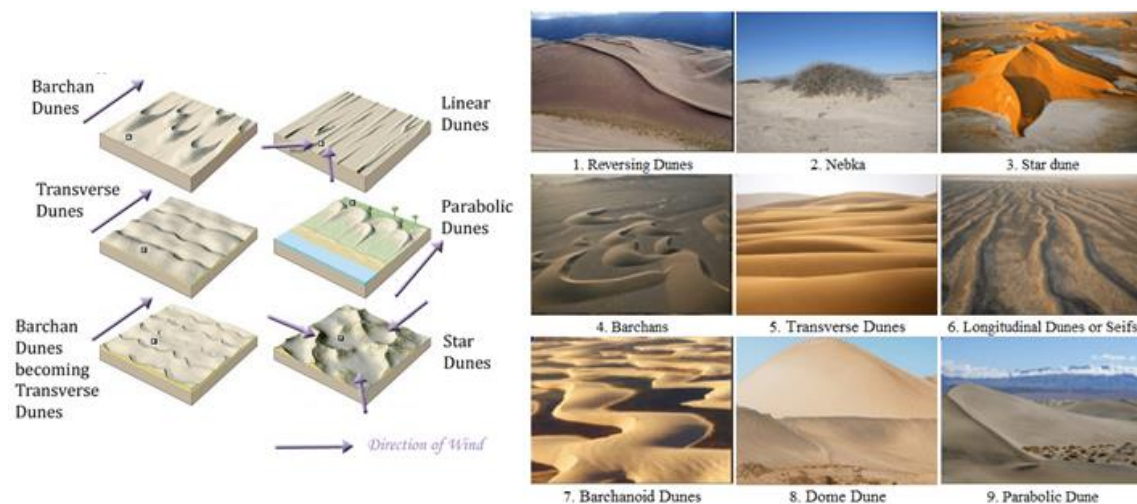 Barchan
Dunes
Linear
Dunes
Transverse
Dunes
Parabolic
Dunes
Barchan
Dunes
becoming
Transverse
Dunes
Star
Dunes
Direction of Wind
1. Reversing Dunes
2. Nebka
3. Star dune
4. Barchans
5. Transverse Dunes
6. Longitudinal Dunes or Seifs
7. Barchanoid Dunes
8. Dome Dune
9. Parabolic Dune